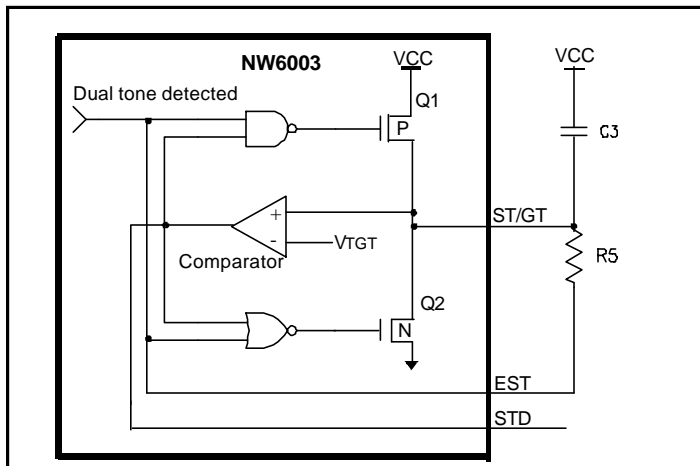 NW6003
VCC
VCC
Dual tone detected
Q1
P
C3
+
ST/GT
-
VTGT
R5
Comparator
Q2
N
EST
STD